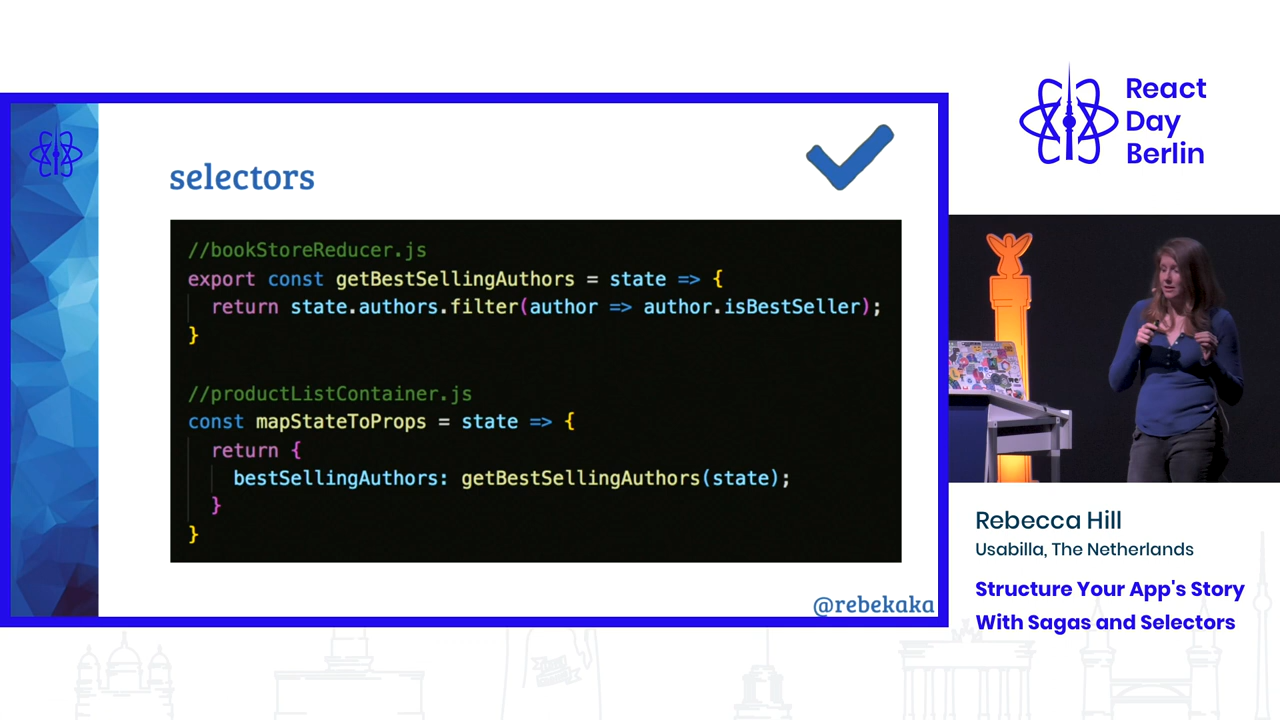 selectors
//bookStoreReducer.js
export const getBestSellingAuthors = state => {
return state.authors.filter(author => author.isBestSeller);
}
//productListContainer.js
const mapStateToProps = state => {
return {
bestSellingAuthors: getBestSellingAuthors(state);
}
}
@rebekaka
React
Day
Berlin
Rebecca Hill
Usabilla, The Netherlands
Structure Your App's Story
With Sagas and Selectors